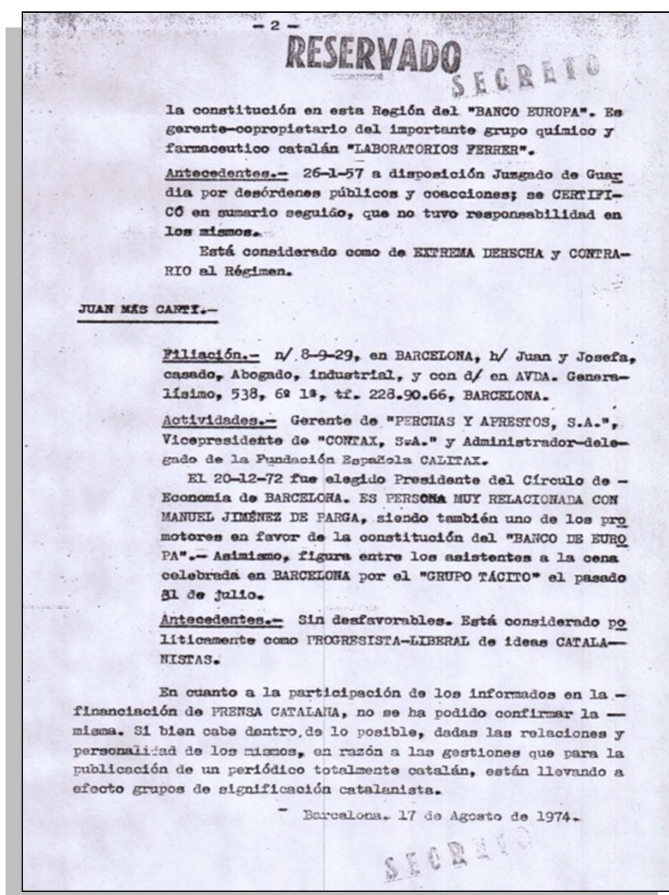 - 2 -
RESERVADO
SECRETO
la constitución en esta Región del "BANCO EUROPA". Es
gerente-copropietario del importante grupo químico y
farmaceutico catalán "LABORATORIOS FERRER".
Antecedentes.- 26-1-57 a disposición Juzgado de Guar
dia por desórdenes públicos y coacciones; se CERTIFI-
CÓ en sumario seguido, que no tuvo responsabilidad en
los mismos.
Está considerado como de EXTREMA DERECHA y CONTRA-
RIO al Régimen.
JUAN MÁS CANTI.-
Filiación.- n/ 8-9-29, en BARCELONA, h/ Juan y Josefa,
casado, Abogado, industrial, y con d/ en AVDA. Genera-
lísimo, 538, 6º 1ª, tf. 228.90.66, BARCELONA.
Actividades.- Gerente de "PERCHAS Y APRESTOS, S.A.",
Vicepresidente de "CONTAX, S.A." y Administrador-dele-
gado de la Fundación Española CALITAX.
El 20-12-72 fue elegido Presidente del Círculo de -
Economía de BARCELONA. ES PERSONA MUY RELACIONADA CON
MANUEL JIMÉNEZ DE PARGA, siendo también uno de los pro
motores en favor de la constitución del "BANCO DE EURO
PA".- Asimismo, figura entre los asistentes a la cena
celebrada en BARCELONA por el "GRUPO TÁCITO" el pasado
31 de julio.
Antecedentes.- Sin desfavorables. Está considerado po
líticamente como PROGRESISTA-LIBERAL de ideas CATALA-
NISTAS.
En cuanto a la participación de los informados en la -
financiación de PRENSA CATALANA, no se ha podido confirmar la -
misma. Si bien cabe dentro de lo posible, dadas las relaciones y
personalidad de los mismos, en razón a las gestiones que para la
publicación de un periódico totalmente catalán, están llevando a
efecto grupos de significación catalanista.
- Barcelona. 17 de Agosto de 1974.-
SECRETO